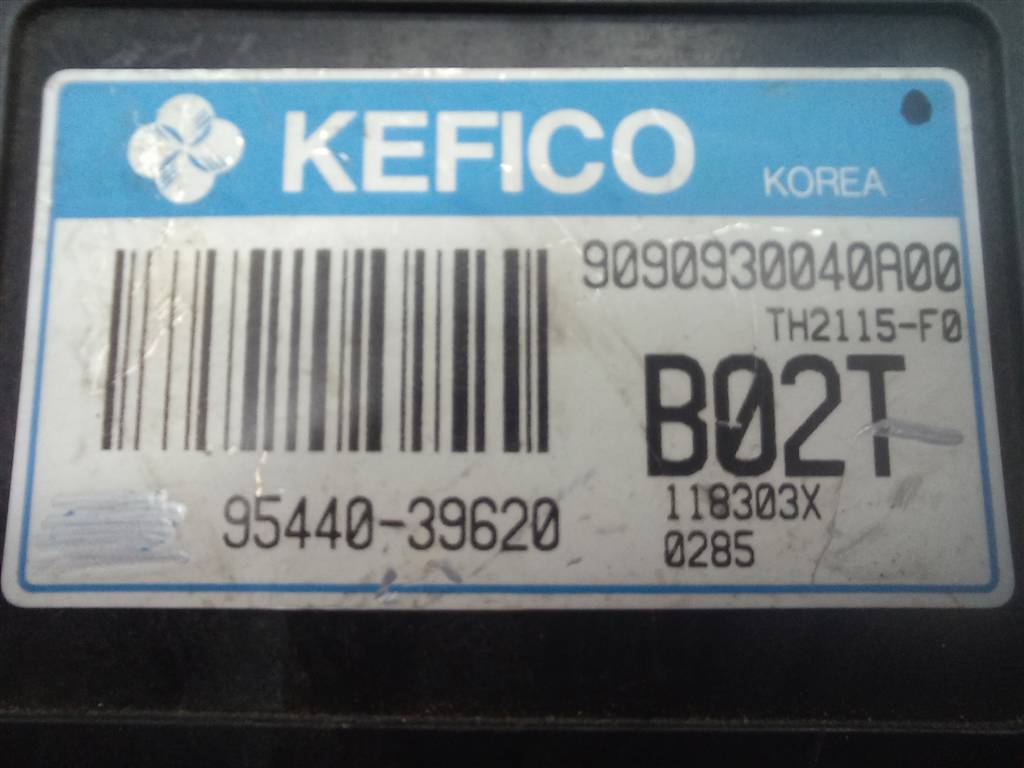 KEFICO KOREA
9090930040A00
TH2115-F0
B02T
95440-39620
118303X
0285